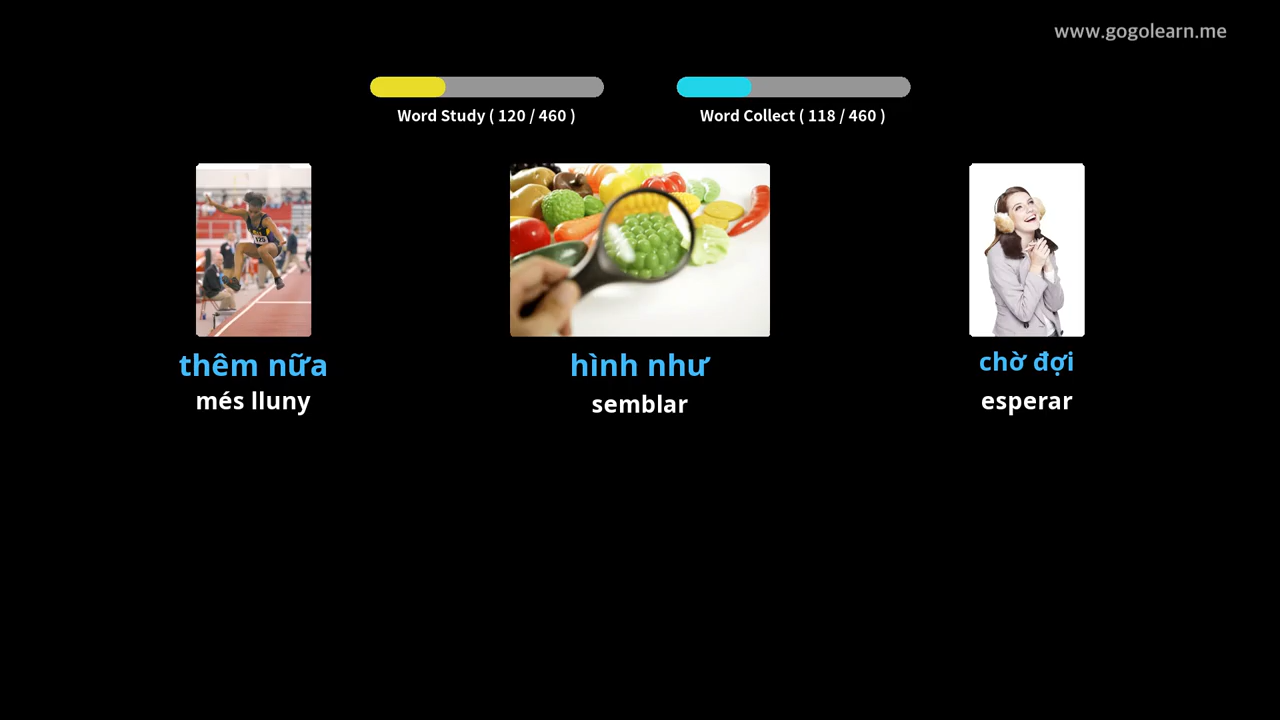 www.gogolearn.me
Word Study ( 120 / 460 )
Word Collect ( 118 / 460 )
thêm nữa
més lluny
hình như
semblar
chờ đợi
esperar